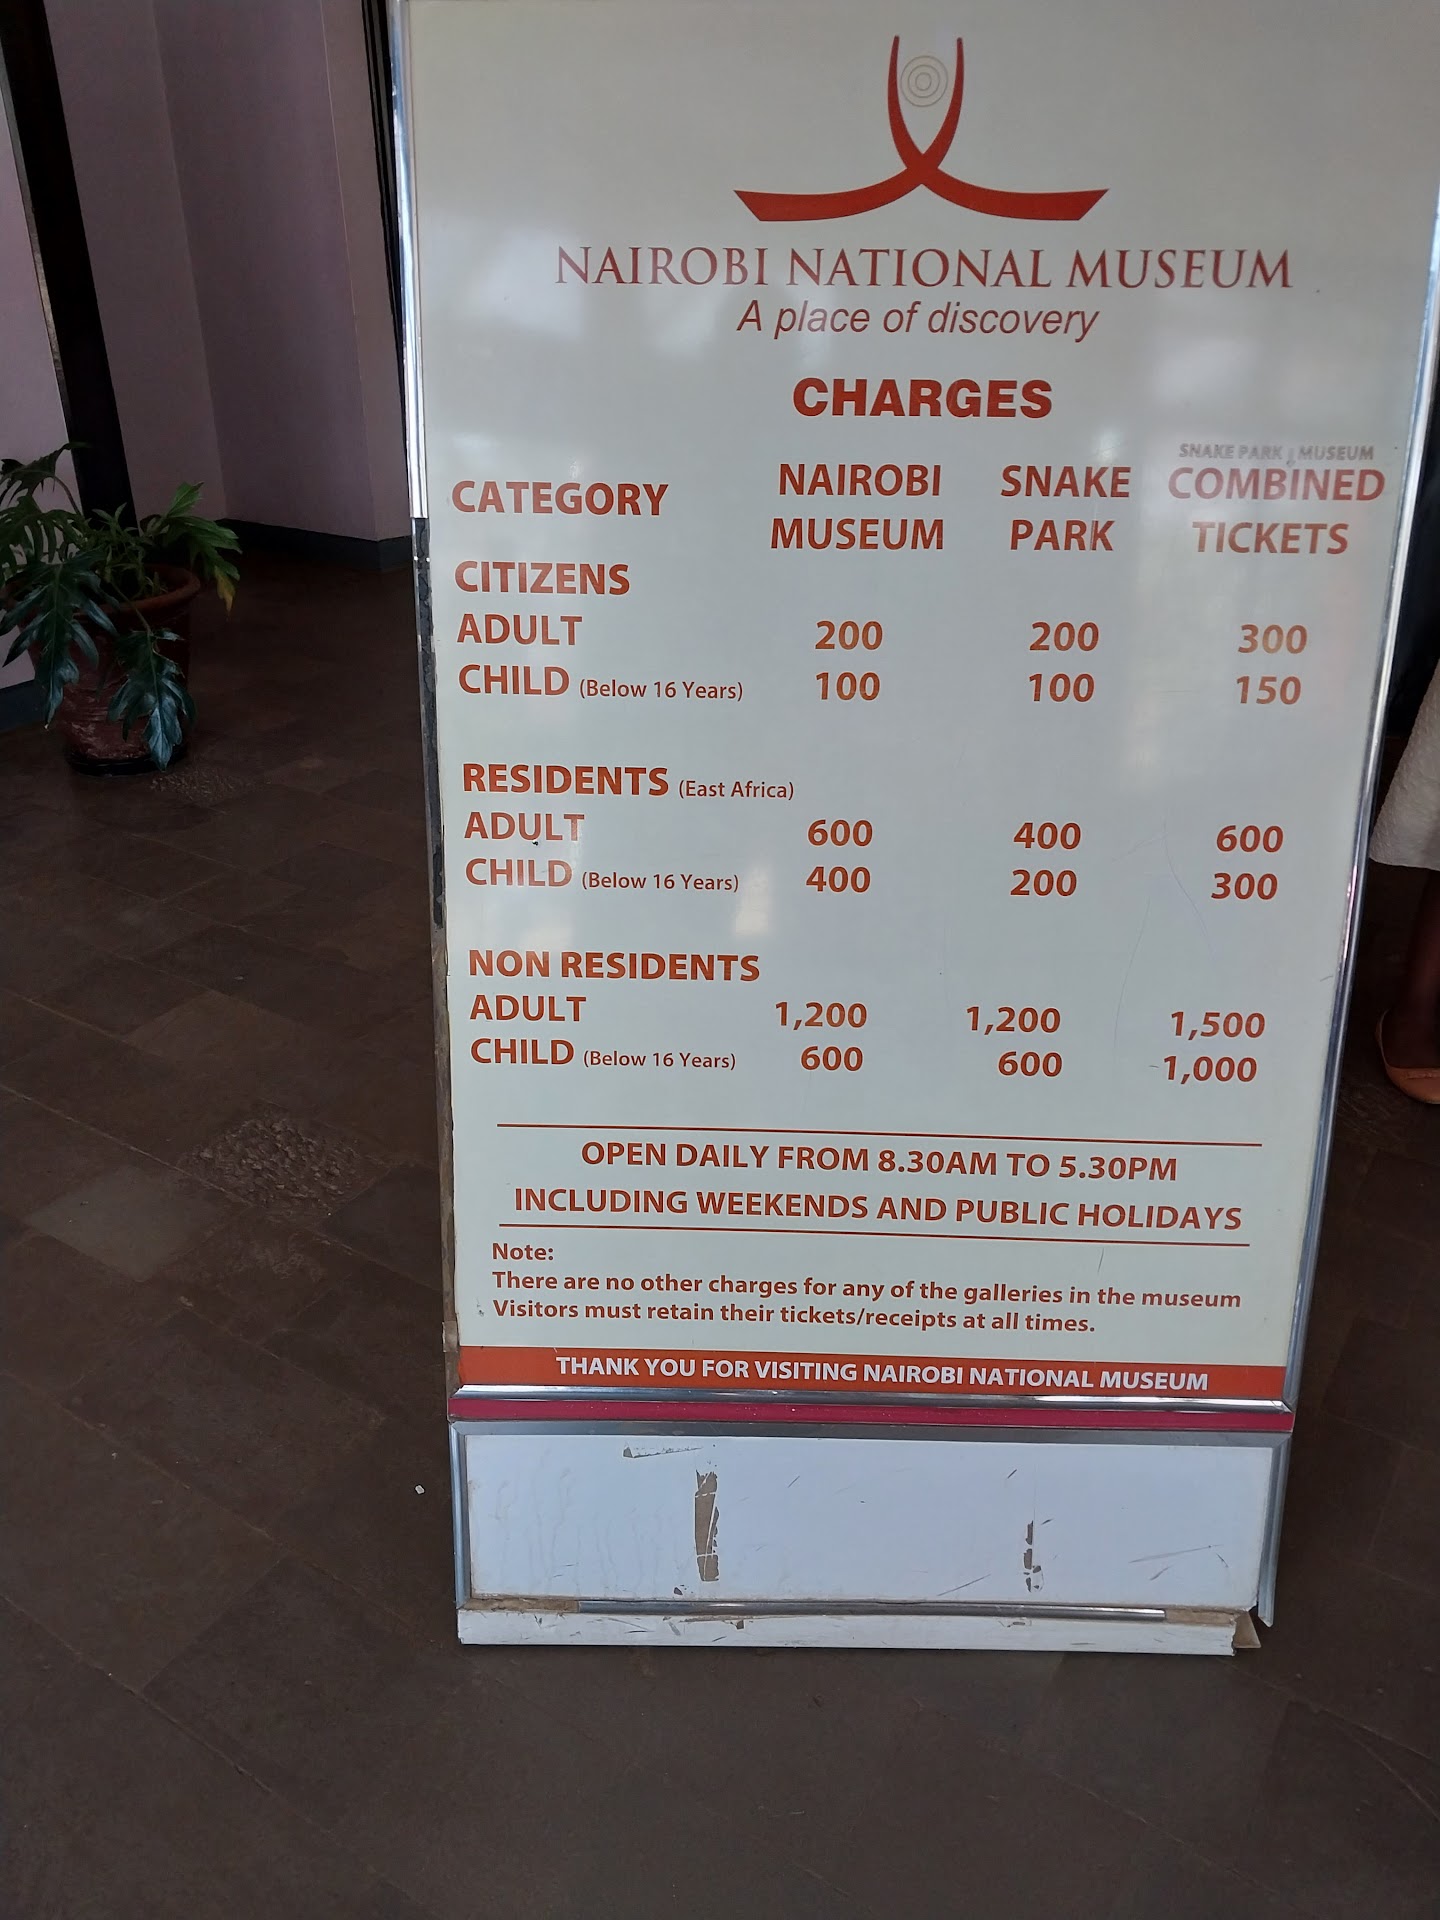 NAIROBI NATIONAL MUSEUM
A place of discovery
CHARGES
SNAKE PARK , MUSEUM
CATEGORY NAIROBI MUSEUM SNAKE PARK COMBINED TICKETS
CITIZENS
ADULT 200 200 300
CHILD (Below 16 Years) 100 100 150
RESIDENTS (East Africa)
ADULT 600 400 600
CHILD (Below 16 Years) 400 200 300
NON RESIDENTS
ADULT 1,200 1,200 1,500
CHILD (Below 16 Years) 600 600 1,000
OPEN DAILY FROM 8.30AM TO 5.30PM
INCLUDING WEEKENDS AND PUBLIC HOLIDAYS
Note:
There are no other charges for any of the galleries in the museum
Visitors must retain their tickets/receipts at all times.
THANK YOU FOR VISITING NAIROBI NATIONAL MUSEUM